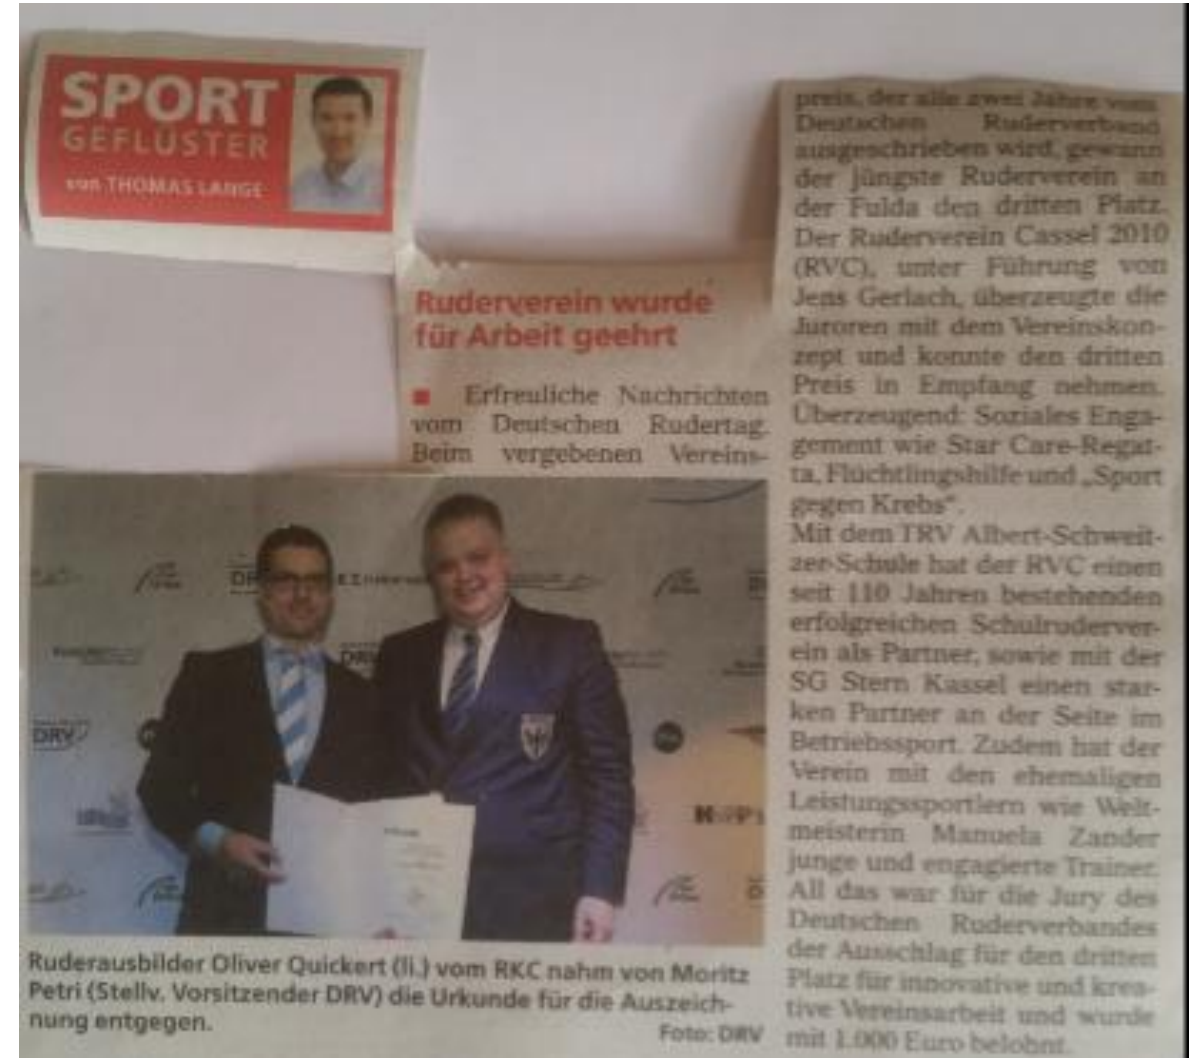 SPORT
GEFLÜSTER
von THOMAS LANGE
Ruderverein wurde
für Arbeit geehrt
Erfreuliche Nachrichten
vom Deutschen Rudertag.
Beim vergebenen Vereins-
preis, der alle zwei Jahre vom
Deutschen Ruderverband
ausgeschrieben wird, gewann
der jüngste Ruderverein an
der Fulda den dritten Platz.
Der Ruderverein Cassel 2010
(RVC), unter Führung von
Jens Gerlach, überzeugte die
Juroren mit dem Vereinskon-
zept und konnte den dritten
Preis in Empfang nehmen.
Überzeugend: Soziales Enga-
gement wie Star Care-Regat-
ta, Flüchtlingshilfe und „Sport
gegen Krebs“.
Mit dem TRV Albert-Schweit-
zer-Schule hat der RVC einen
seit 110 Jahren bestehenden
erfolgreichen Schulruderver-
ein als Partner, sowie mit der
SG Stern Kassel einen star-
ken Partner an der Seite im
Betriebssport. Zudem hat der
Verein mit den ehemaligen
Leistungssportlern wie Welt-
meisterin Manuela Zander
junge und engagierte Trainer.
All das war für die Jury des
Deutschen Ruderverbandes
der Ausschlag für den dritten
Platz für innovative und krea-
tive Vereinsarbeit und wurde
mit 1.000 Euro belohnt.
DRV
DRV
Ruderausbilder Oliver Quickert (li.) vom RKC nahm von Moritz
Petri (Stellv. Vorsitzender DRV) die Urkunde für die Auszeich-
nung entgegen.
Foto: DRV